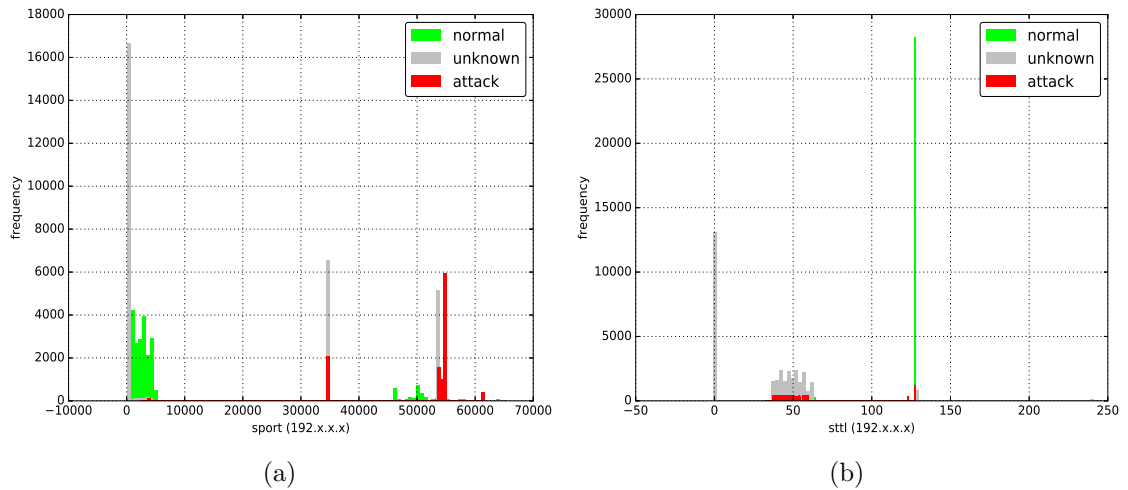 18000
16000
14000
12000
10000
8000
6000
4000
2000
0
frequency
−10000 0 10000 20000 30000 40000 50000 60000 70000
sport (192.x.x.x)
normal
unknown
attack
(a)
30000
25000
20000
15000
10000
5000
0
frequency
−50 0 50 100 150 200 250
sttl (192.x.x.x)
normal
unknown
attack
(b)